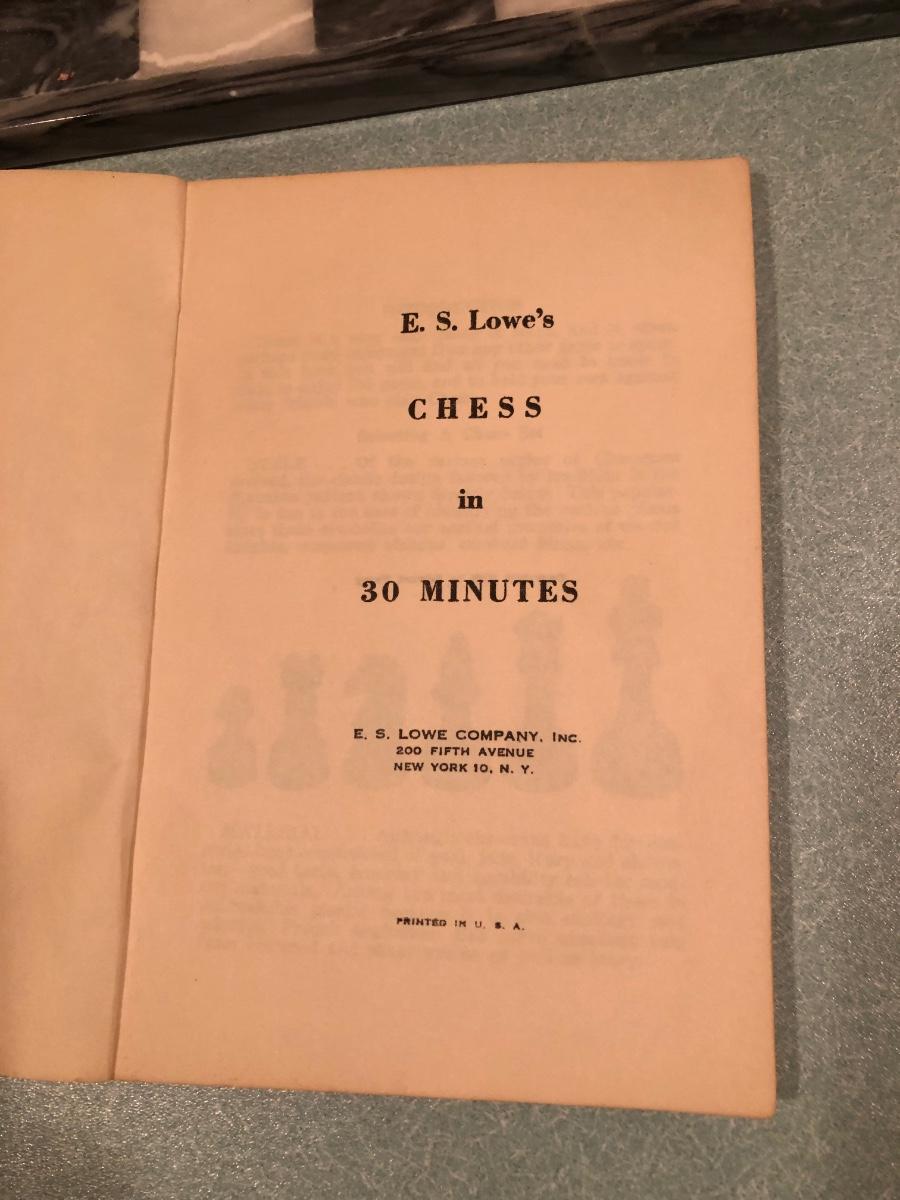 E. S. Lowe's
CHESS
in
30 MINUTES
E. S. LOWE COMPANY, INC.
200 FIFTH AVENUE
NEW YORK 10, N. Y.
PRINTED IN U. S. A.